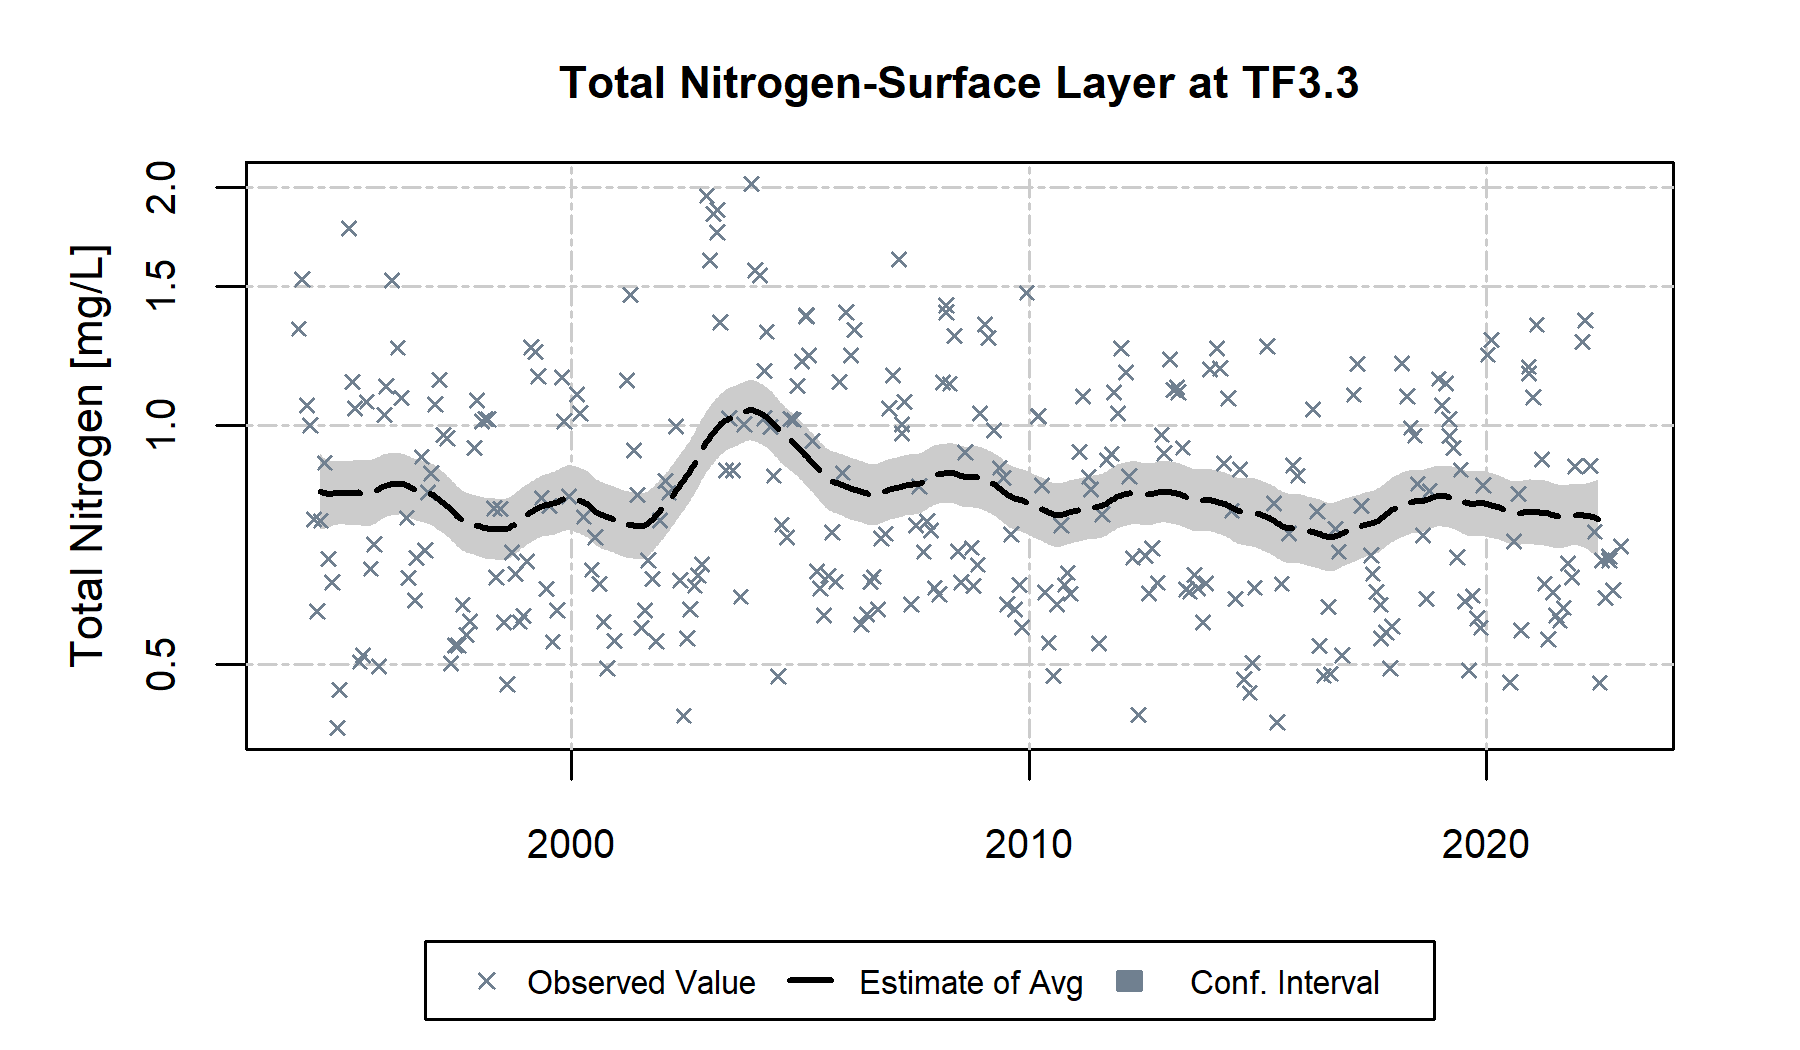 Total Nitrogen-Surface Layer at TF3.3
Total Nitrogen [mg/L]
2.0
1.5
1.0
0.5
2000 2010 2020
Observed Value Estimate of Avg Conf. Interval